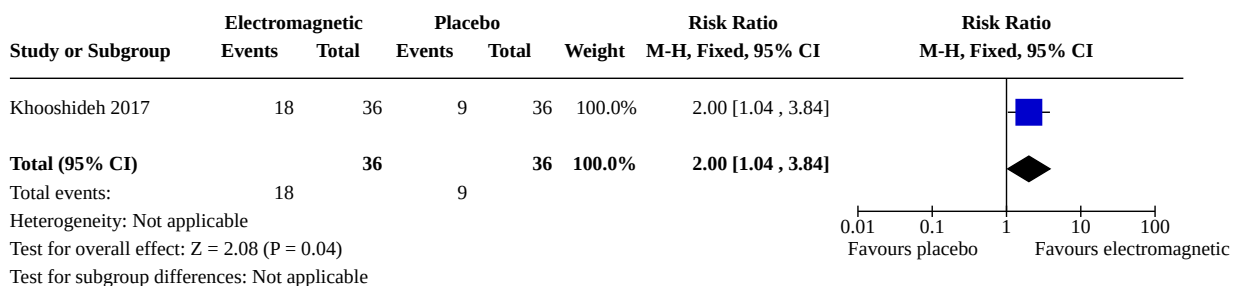 Electromagnetic Placebo Risk Ratio Risk Ratio
Study or Subgroup Events Total Events Total Weight M-H, Fixed, 95% CI M-H, Fixed, 95% CI
Khooshideh 2017 18 36 9 36 100.0% 2.00 [1.04 , 3.84]
Total (95% CI) 36 36 100.0% 2.00 [1.04 , 3.84]
Total events: 18 9
Heterogeneity: Not applicable
0.01 0.1 1 10 100
Test for overall effect: Z = 2.08 (P = 0.04)
Favours placebo Favours electromagnetic
Test for subgroup differences: Not applicable